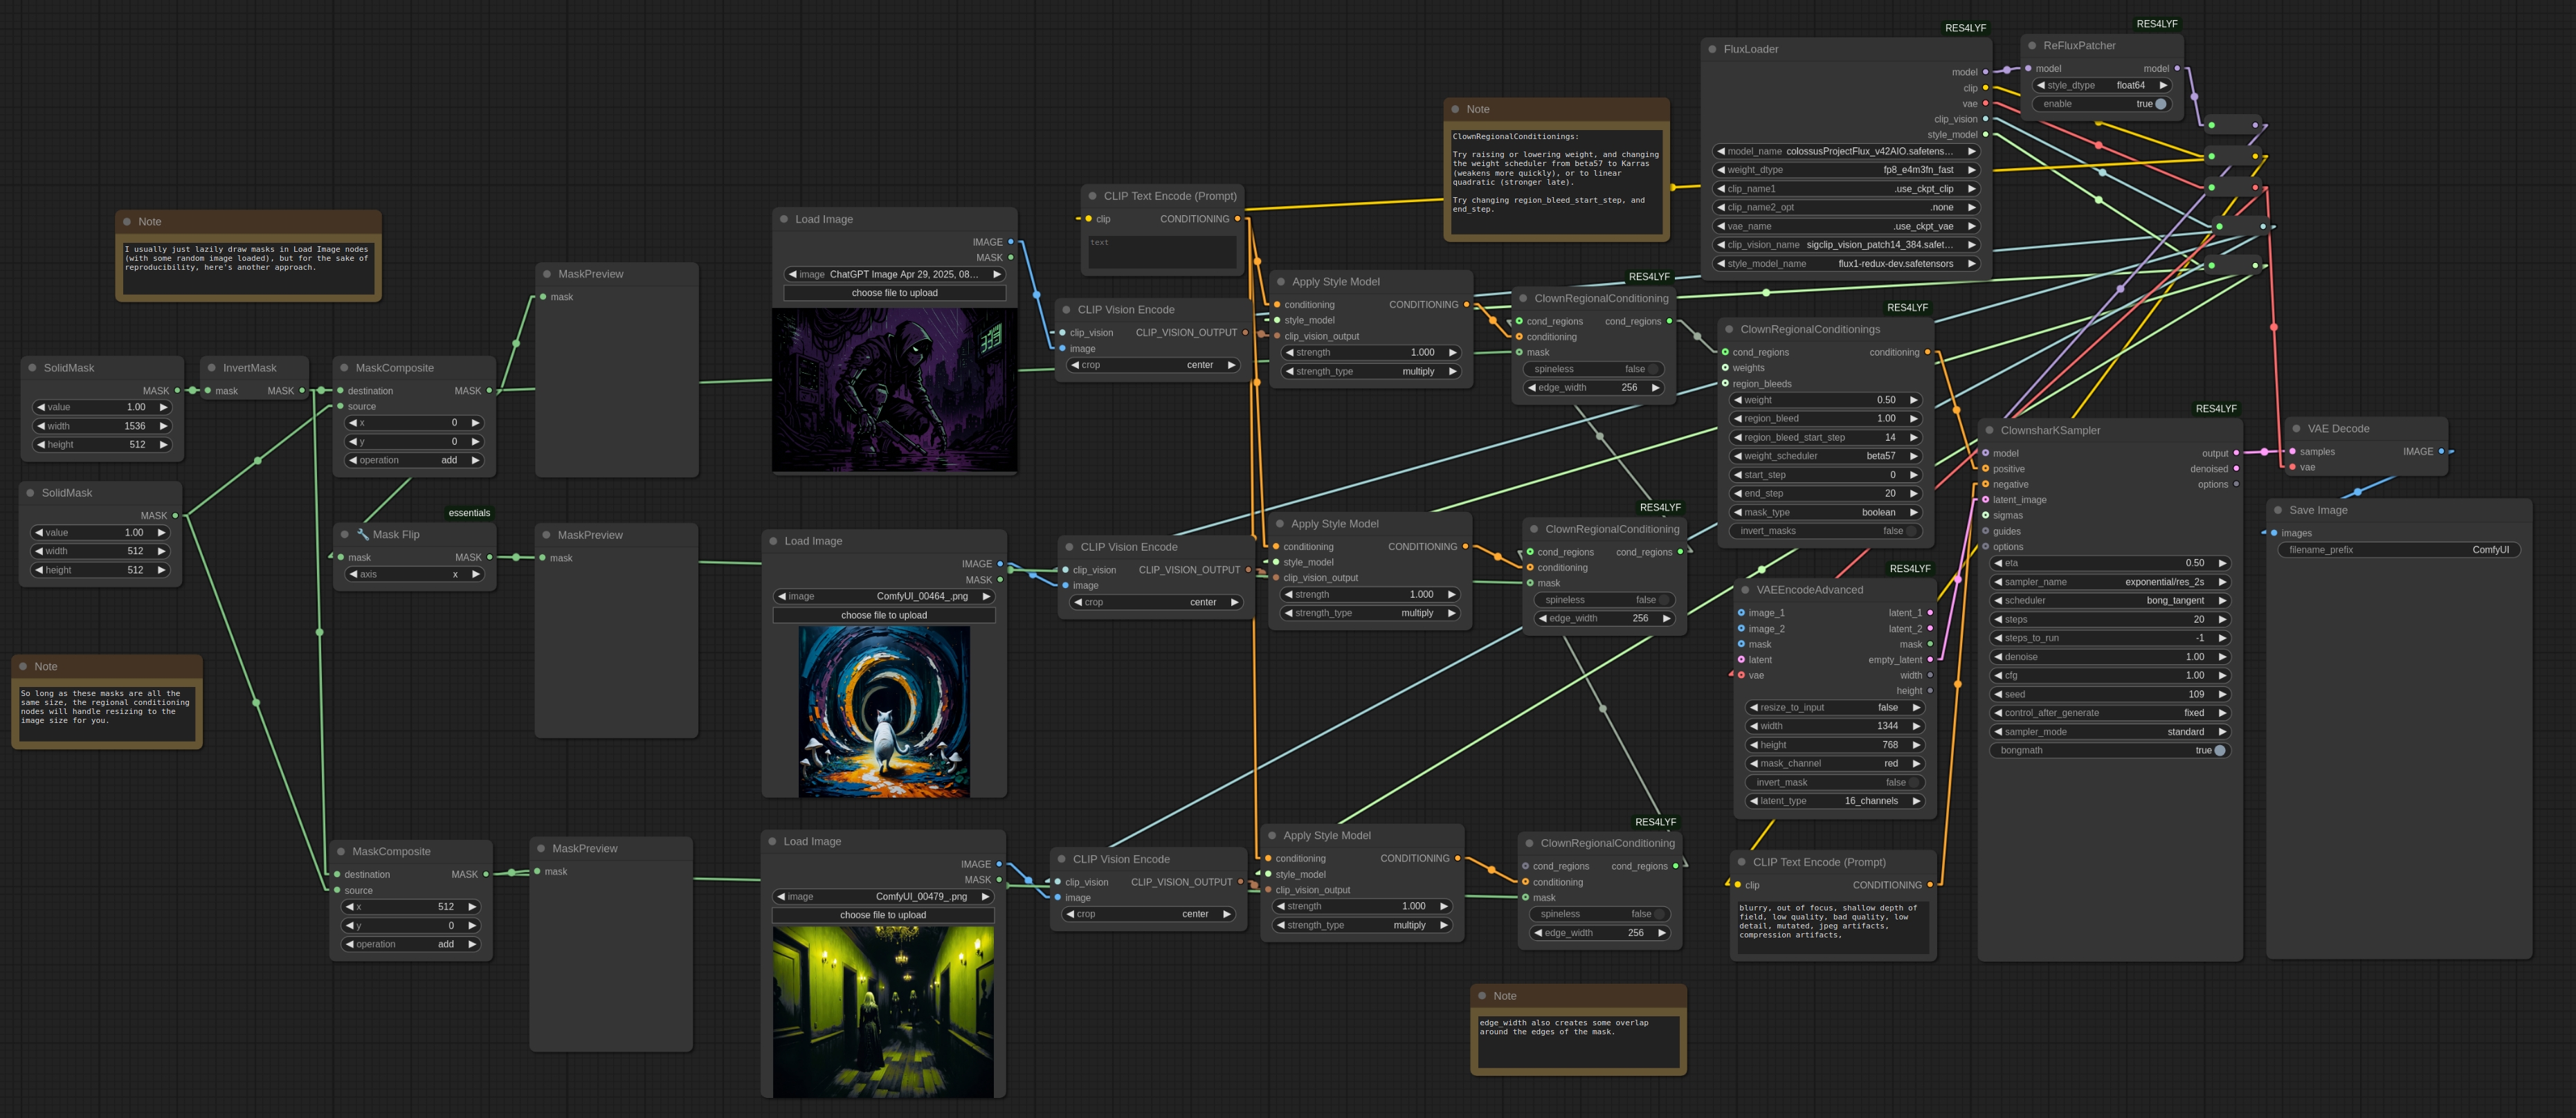 Note
I usually just lazily draw masks in Load Image nodes
(with some random image loaded), but for the sake of
reproducibility, here's another approach.
SolidMask
MASK
value 1.00
width 1536
height 512
InvertMask
mask MASK
MaskComposite
destination MASK
source
x 0
y 0
operation add
MaskPreview
mask
SolidMask
MASK
value 1.00
width 512
height 512
essentials
Mask Flip
mask MASK
axis x
MaskPreview
mask
Note
So long as these masks are all the
same size, the regional conditioning
nodes will handle resizing to the
image size for you.
MaskComposite
destination MASK
source
x 512
y 0
operation add
MaskPreview
mask
Load Image
IMAGE
MASK
image ChatGPT Image Apr 29, 2025, 08...
choose file to upload
Load Image
IMAGE
MASK
image ComfyUI_00464_.png
choose file to upload
Load Image
IMAGE
MASK
image ComfyUI_00479_.png
choose file to upload
CLIP Text Encode (Prompt)
clip CONDITIONING
text
CLIP Vision Encode
clip_vision CLIP_VISION_OUTPUT
image
crop center
CLIP Vision Encode
clip_vision CLIP_VISION_OUTPUT
image
crop center
CLIP Vision Encode
clip_vision CLIP_VISION_OUTPUT
image
crop center
Apply Style Model
conditioning CONDITIONING
style_model
clip_vision_output
strength 1.000
strength_type multiply
Apply Style Model
conditioning CONDITIONING
style_model
clip_vision_output
strength 1.000
strength_type multiply
Apply Style Model
conditioning CONDITIONING
style_model
clip_vision_output
strength 1.000
strength_type multiply
Note
ClownRegionalConditionings:
Try raising or lowering weight, and changing
the weight scheduler from beta57 to Karras
(weakens more quickly), or to linear
quadratic (stronger late).
Try changing region_bleed_start_step, and
end_step.
RES4LYF
ClownRegionalConditioning
cond_regions cond_regions
conditioning
mask
spineless false
edge_width 256
RES4LYF
ClownRegionalConditioning
cond_regions cond_regions
conditioning
mask
spineless false
edge_width 256
RES4LYF
ClownRegionalConditioning
cond_regions cond_regions
conditioning
mask
spineless false
edge_width 256
Note
edge_width also creates some overlap
around the edges of the mask.
RES4LYF
FluxLoader
model
clip
vae
clip_vision
style_model
model_name colossusProjectFlux_v42AIO.safetens...
weight_dtype fp8_e4m3fn_fast
clip_name1 .use_ckpt_clip
clip_name2_opt .none
vae_name .use_ckpt_vae
clip_vision_name sigclip_vision_patch14_384.safet...
style_model_name flux1-redux-dev.safetensors
RES4LYF
ReFluxPatcher
model model
style_dtype float64
enable true
RES4LYF
ClownRegionalConditionings
cond_regions conditioning
weights
region_bleeds
weight 0.50
region_bleed 1.00
region_bleed_start_step 14
weight_scheduler beta57
start_step 0
end_step 20
mask_type boolean
invert_masks false
RES4LYF
VAEEncodeAdvanced
image_1 latent_1
image_2 latent_2
mask mask
latent empty_latent
vae width
height
resize_to_input false
width 1344
height 768
mask_channel red
invert_mask false
latent_type 16_channels
CLIP Text Encode (Prompt)
clip CONDITIONING
blurry, out of focus, shallow depth of
field, low quality, bad quality, low
detail, mutated, jpeg artifacts,
compression artifacts,
RES4LYF
ClownsharKSampler
model output
positive denoised
negative options
latent_image
sigmas
guides
options
eta 0.50
sampler_name exponential/res_2s
scheduler bong_tangent
steps 20
steps_to_run -1
denoise 1.00
cfg 1.00
seed 109
control_after_generate fixed
sampler_mode standard
bongmath true
VAE Decode
samples IMAGE
vae
Save Image
images
filename_prefix ComfyUI